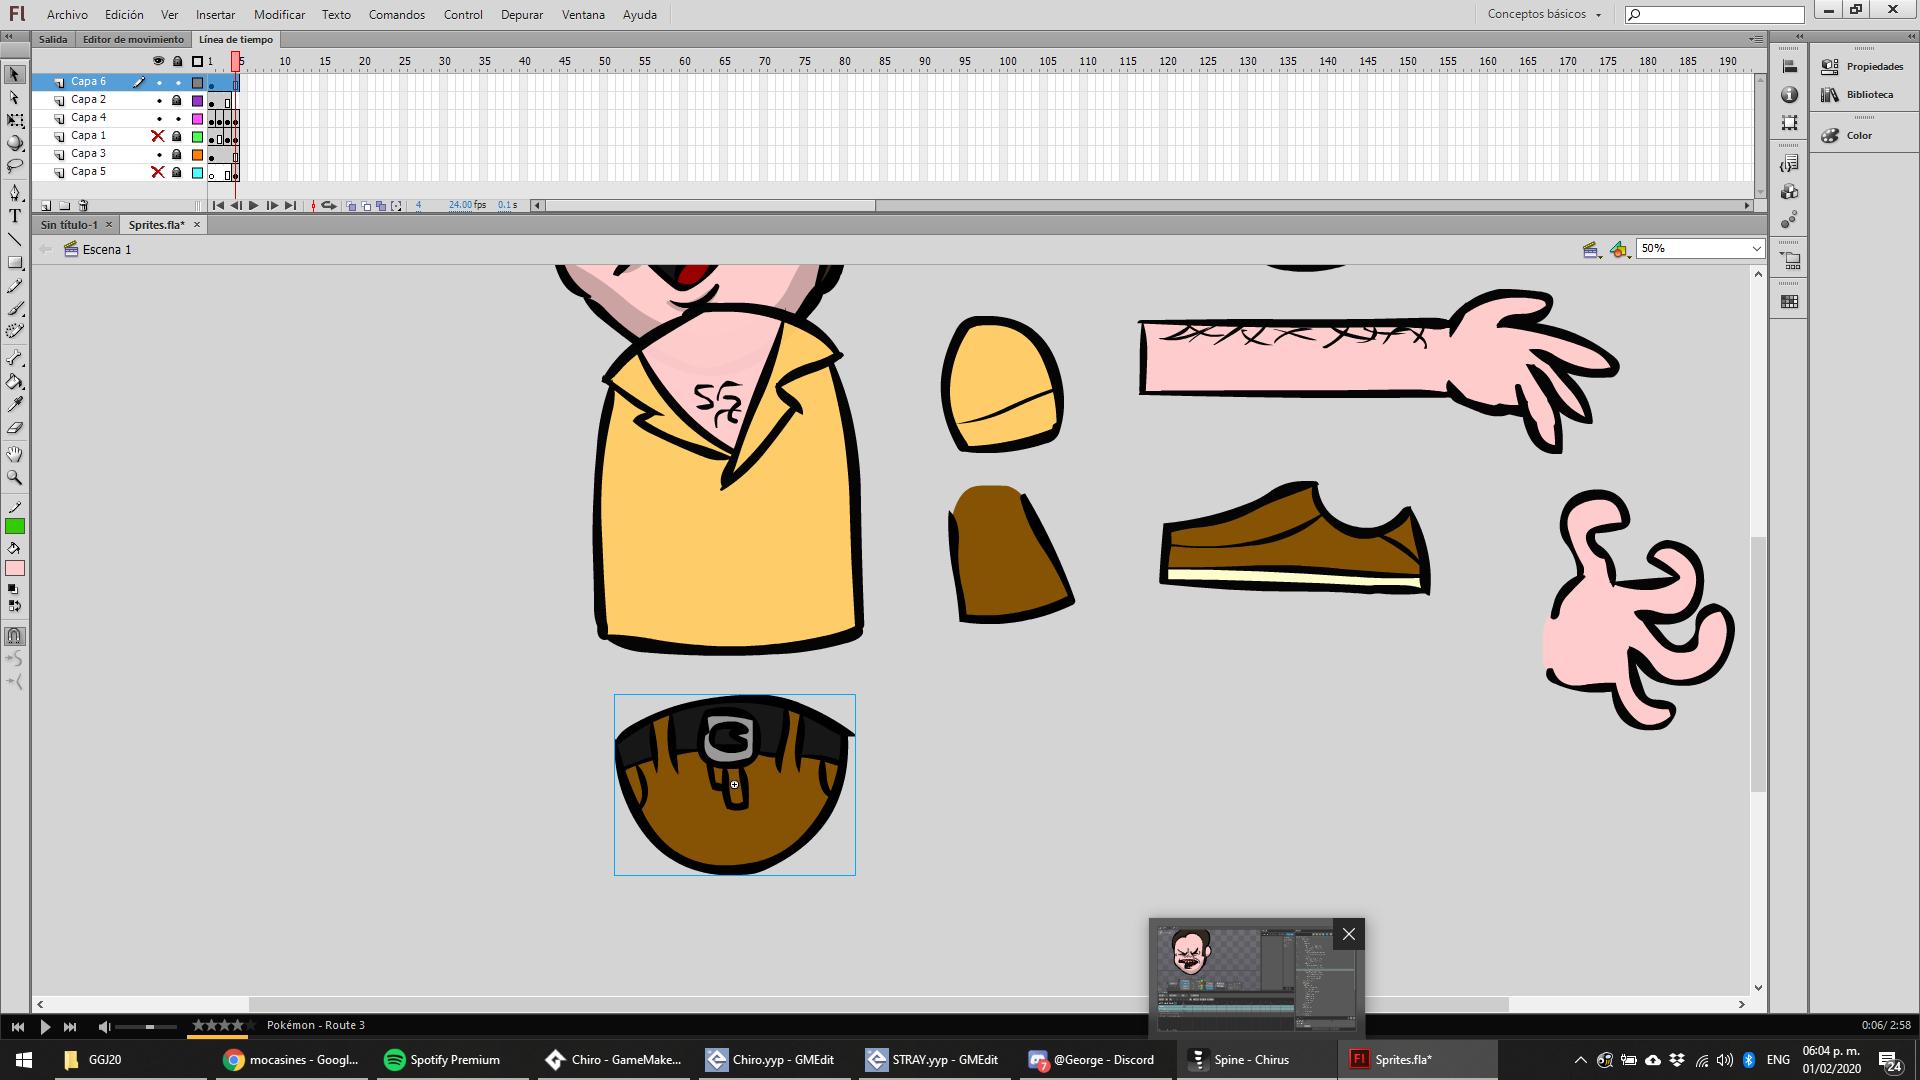 Fl Archivo Edición Ver Insertar Modificar Texto Comandos Control Depurar Ventana Ayuda Conceptos básicos
Salida Editor de movimiento Línea de tiempo
1 5 10 15 20 25 30 35 40 45 50 55 60 65 70 75 80 85 90 95 100 105 110 115 120 125 130 135 140 145 150 155 160 165 170 175 180 185 190
Capa 6
Capa 2
Capa 4
Capa 1
Capa 3
Capa 5
4 24.00 fps 0.1 s
Sin título-1 Sprites.fla*
Escena 1 50%
Propiedades
Biblioteca
Color
Pokémon - Route 3 0:06/ 2:58
GGJ20 mocasines - Googl... Spotify Premium Chiro - GameMake... Chiro.yyp - GMEdit STRAY.yyp - GMEdit @George - Discord 7 Spine - Chirus Fl Sprites.fla* ENG 06:04 p. m. 24
01/02/2020